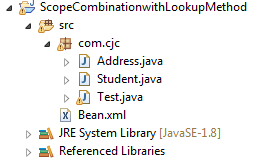 ScopeCombinationwithLookupMethod
src
com.cjc
Address.java
Student.java
Test.java
Bean.xml
JRE System Library [JavaSE-1.8]
Referenced Libraries